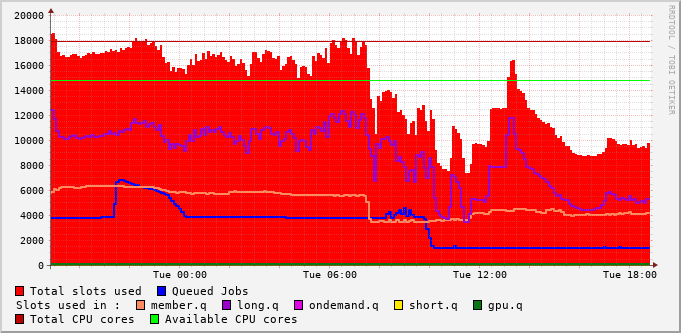 20000
18000
16000
14000
12000
10000
8000
6000
4000
2000
0
Tue 00:00 Tue 06:00 Tue 12:00 Tue 18:00
RRDTOOL / TOBI OETIKER
Total slots used Queued Jobs
Slots used in : member.q long.q ondemand.q short.q gpu.q
Total CPU cores Available CPU cores